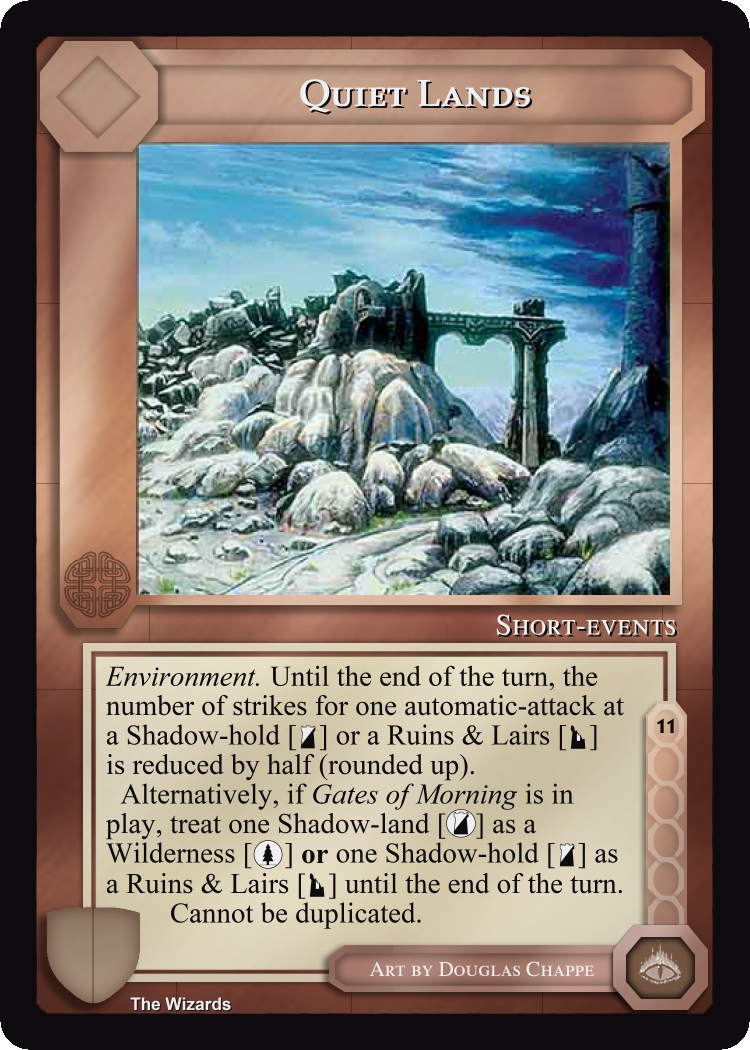 Quiet Lands
Short-events
Environment. Until the end of the turn, the
number of strikes for one automatic-attack at
a Shadow-hold [ ] or a Ruins & Lairs [ ]
is reduced by half (rounded up).
Alternatively, if Gates of Morning is in
play, treat one Shadow-land [ ] as a
Wilderness [ ] or one Shadow-hold [ ] as
a Ruins & Lairs [ ] until the end of the turn.
Cannot be duplicated.
11
Art by Douglas Chappe
The Wizards